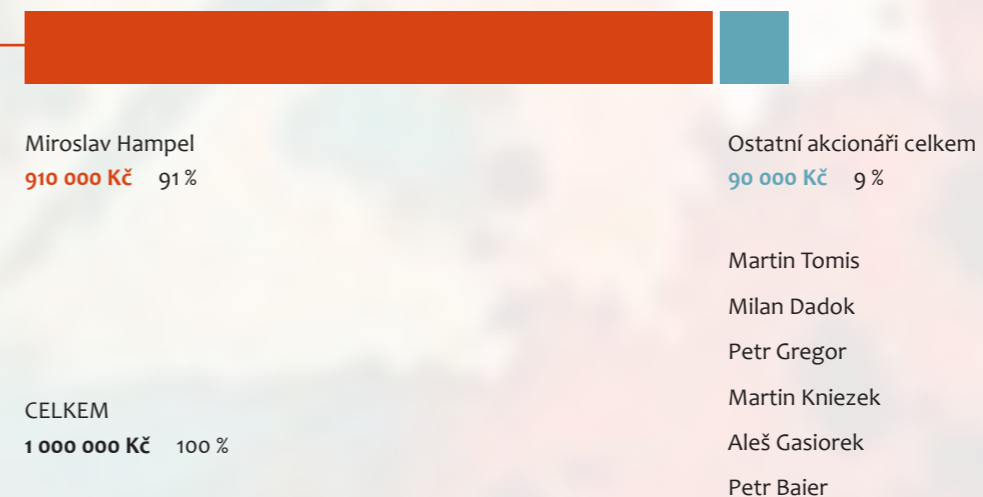 Miroslav Hampel
910 000 Kč 91 %
Ostatní akcionáři celkem
90 000 Kč 9 %
Martin Tomis
Milan Dadok
Petr Gregor
Martin Kniezek
Aleš Gasiorek
Petr Baier
CELKEM
1 000 000 Kč 100 %